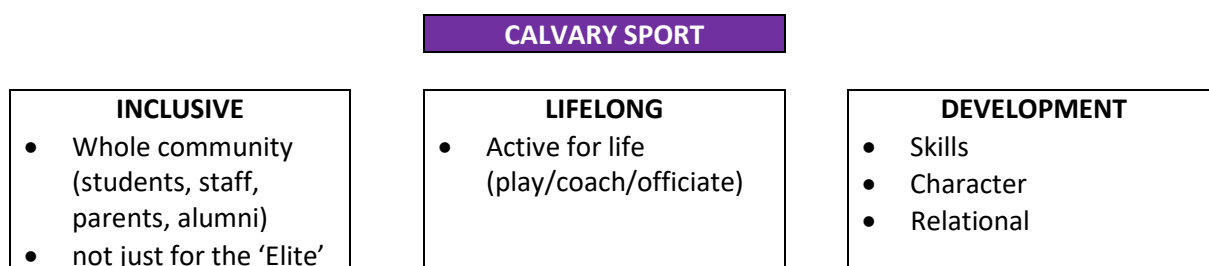 CALVARY SPORT
INCLUSIVE
• Whole community
(students, staff,
parents, alumni)
• not just for the ‘Elite’
LIFELONG
• Active for life
(play/coach/officiate)
DEVELOPMENT
• Skills
• Character
• Relational